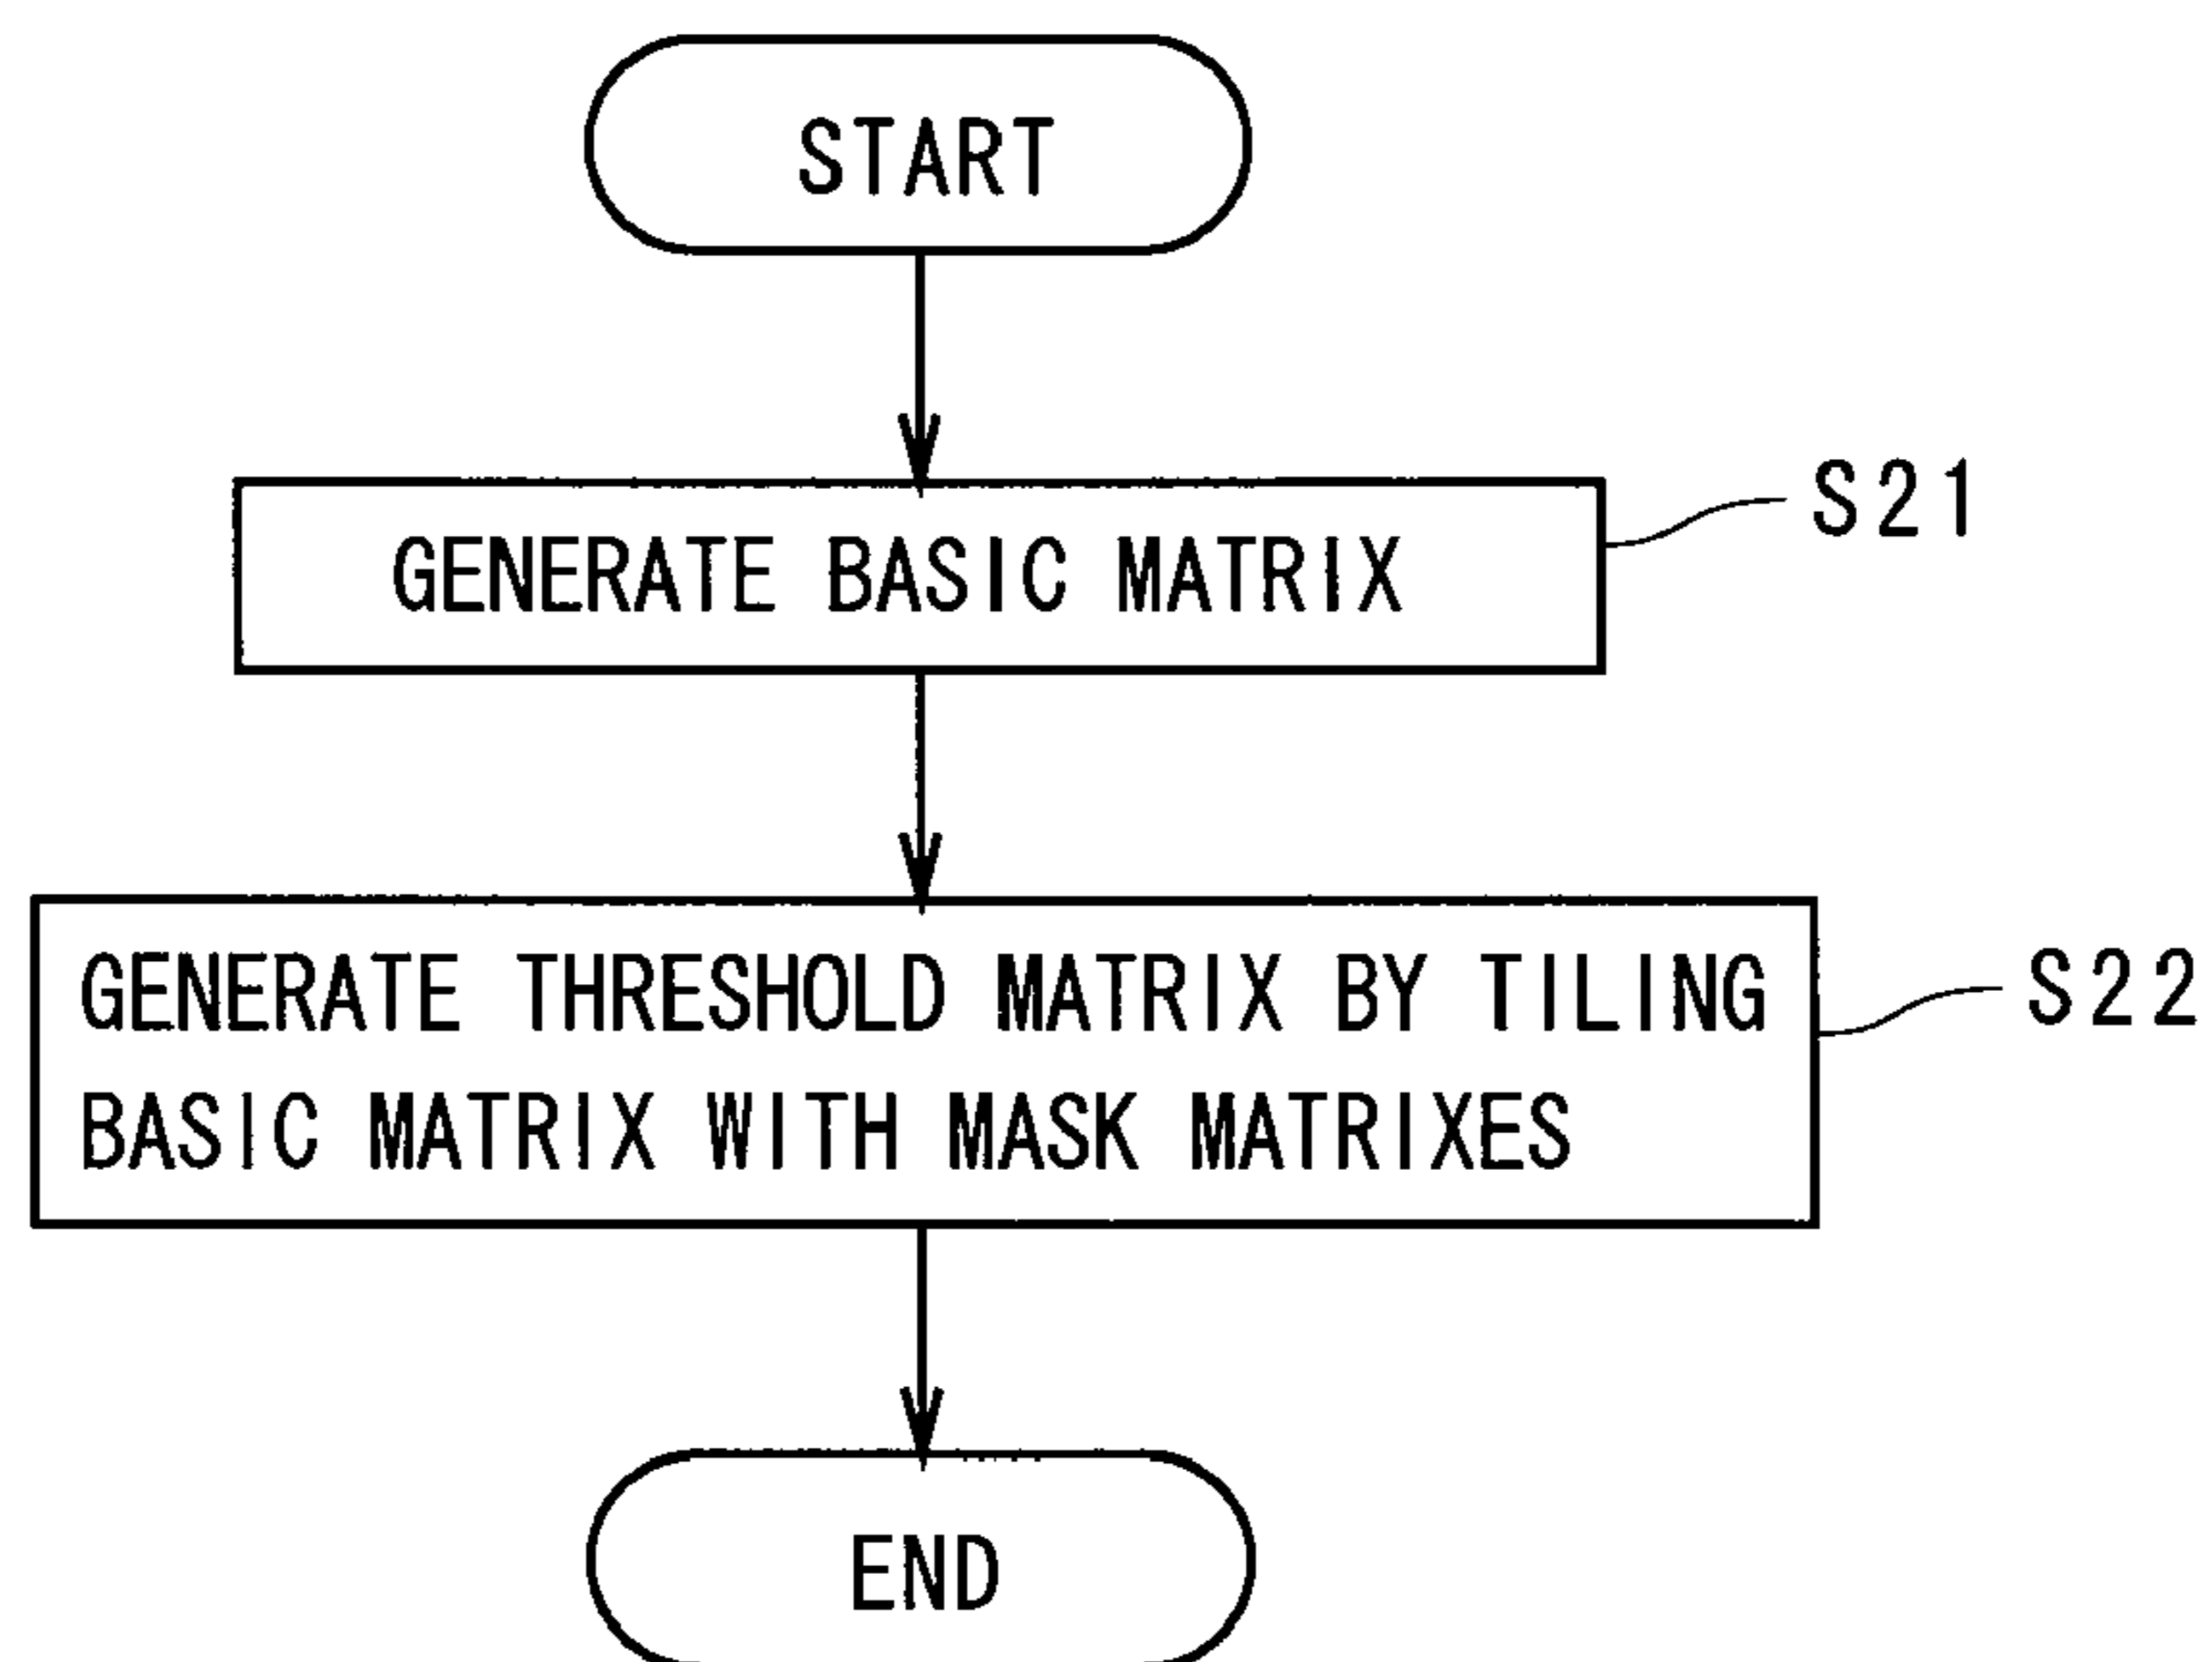 START
GENERATE BASIC MATRIX
S21
GENERATE THRESHOLD MATRIX BY TILING
BASIC MATRIX WITH MASK MATRIXES
S22
END